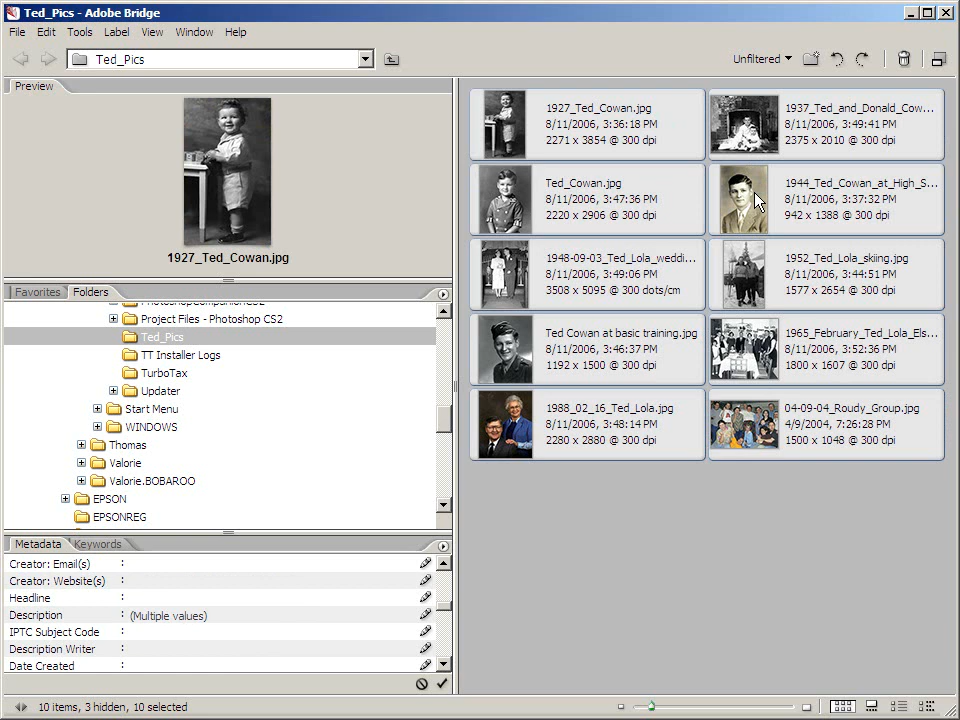 Ted_Pics - Adobe Bridge
File Edit Tools Label View Window Help
Ted_Pics
Unfiltered
Preview
1927_Ted_Cowan.jpg
Favorites Folders
Project Files - Photoshop CS2
Ted_Pics
TT Installer Logs
TurboTax
Updater
Start Menu
WINDOWS
Thomas
Valorie
Valorie.BOBAROO
EPSON
EPSONREG
Metadata Keywords
Creator: Email(s) :
Creator: Website(s) :
Headline :
Description : (Multiple values)
IPTC Subject Code :
Description Writer :
Date Created :
1927_Ted_Cowan.jpg
8/11/2006, 3:36:18 PM
2271 x 3854 @ 300 dpi
1937_Ted_and_Donald_Cow...
8/11/2006, 3:49:41 PM
2375 x 2010 @ 300 dpi
Ted_Cowan.jpg
8/11/2006, 3:47:36 PM
2220 x 2906 @ 300 dpi
1944_Ted_Cowan_at_High_S...
8/11/2006, 3:37:32 PM
942 x 1388 @ 300 dpi
1948-09-03_Ted_Lola_weddi...
8/11/2006, 3:49:06 PM
3508 x 5095 @ 300 dots/cm
1952_Ted_Lola_skiing.jpg
8/11/2006, 3:44:51 PM
1577 x 2654 @ 300 dpi
Ted Cowan at basic training.jpg
8/11/2006, 3:46:37 PM
1192 x 1500 @ 300 dpi
1965_February_Ted_Lola_Els...
8/11/2006, 3:52:36 PM
1800 x 1607 @ 300 dpi
1988_02_16_Ted_Lola.jpg
8/11/2006, 3:48:14 PM
2280 x 2880 @ 300 dpi
04-09-04_Roudy_Group.jpg
4/9/2004, 7:26:28 PM
1500 x 1048 @ 300 dpi
10 items, 3 hidden, 10 selected